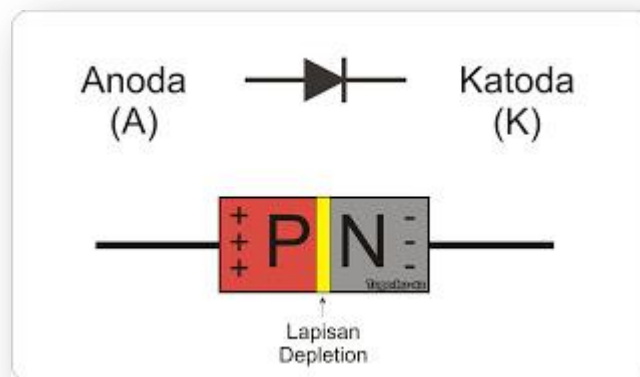 Anoda
(A)
Katoda
(K)
+
+
+
P
N
-
-
-
Lapisan
Depletion